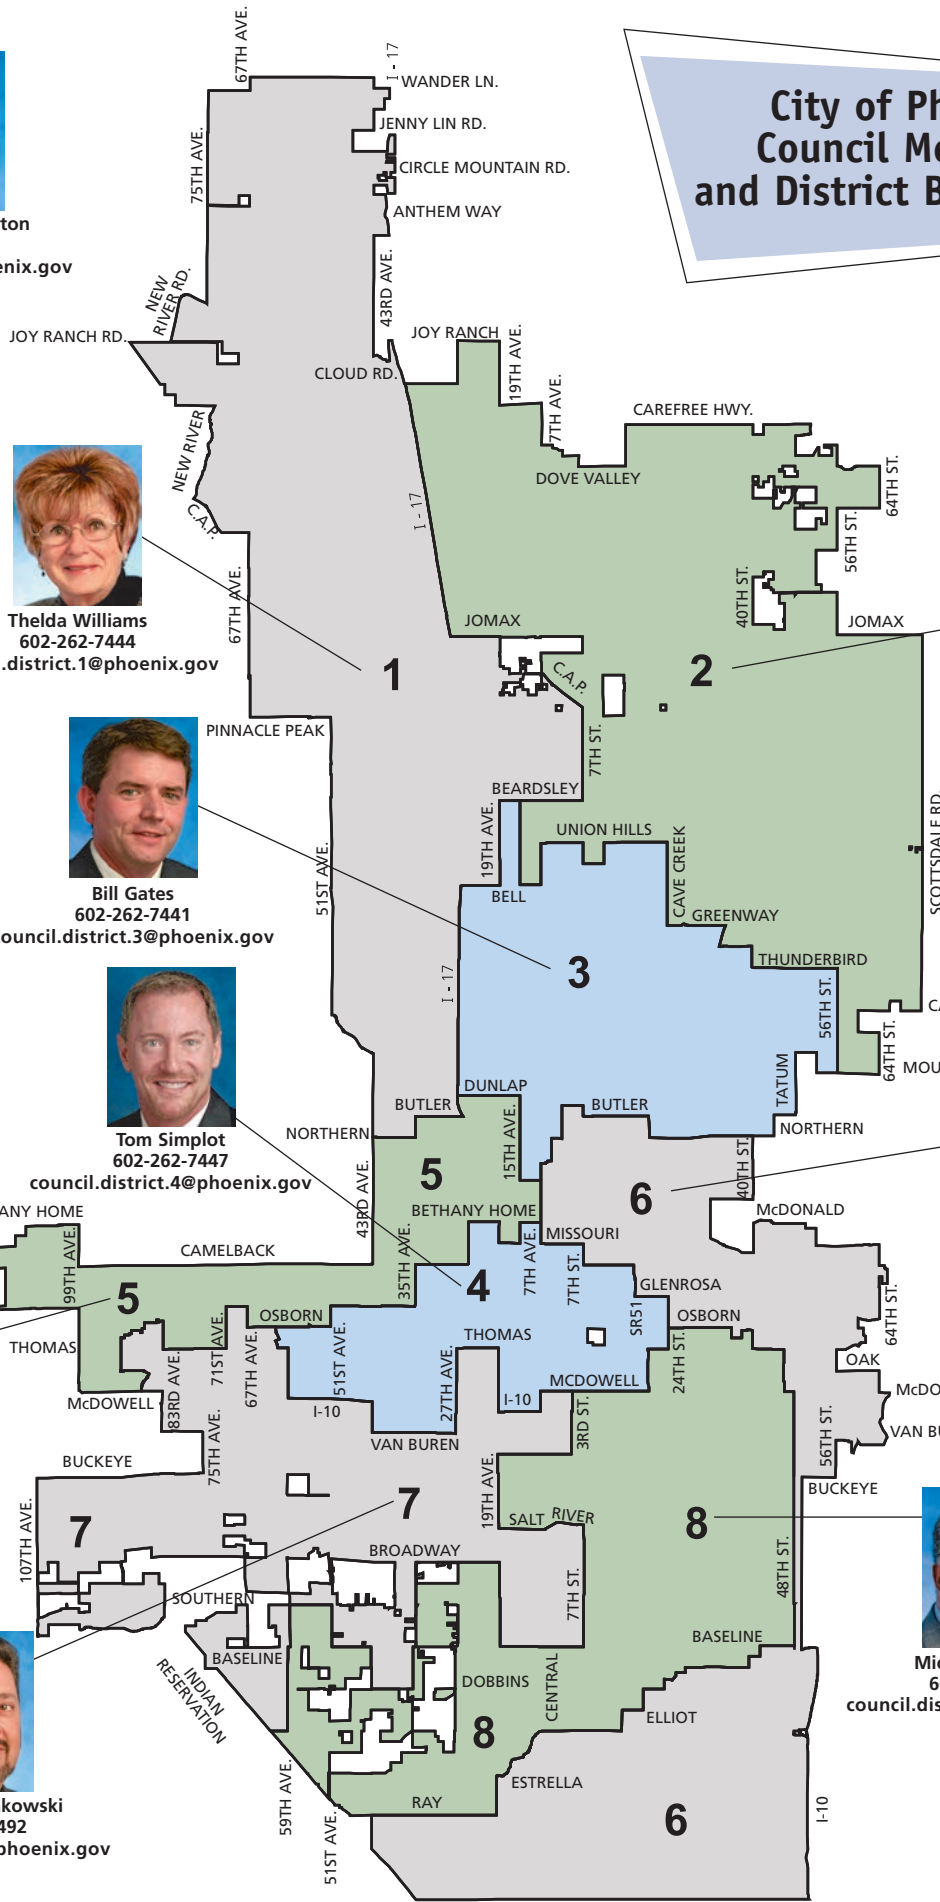 City of Ph
Council Me
and District B
67TH AVE.
I - 17
WANDER LN.
75TH AVE.
JENNY LIN RD.
CIRCLE MOUNTAIN RD.
ANTHEM WAY
ton
enix.gov
NEW
RIVER RD.
43RD AVE.
JOY RANCH RD.
JOY RANCH
19TH AVE.
CLOUD RD.
7TH AVE.
CAREFREE HWY.
NEW RIVER
C.A.P.
I - 17
DOVE VALLEY
64TH ST.
56TH ST.
67TH AVE.
40TH ST.
Thelda Williams
602-262-7444
.district.1@phoenix.gov
JOMAX
JOMAX
1
C.A.P.
2
PINNACLE PEAK
7TH ST.
BEARDSLEY
SCOTTSDALE RD.
19TH AVE.
UNION HILLS
CAVE CREEK
51ST AVE.
BELL
GREENWAY
Bill Gates
602-262-7441
ouncil.district.3@phoenix.gov
THUNDERBIRD
I - 17
3
56TH ST.
CA
64TH ST.
MOU
DUNLAP
TATUM
BUTLER
BUTLER
NORTHERN
NORTHERN
Tom Simplot
602-262-7447
council.district.4@phoenix.gov
15TH AVE.
5
6
40TH ST.
43RD AVE.
ANY HOME
BETHANY HOME
McDONALD
MISSOURI
CAMELBACK
99TH AVE.
35TH AVE.
7TH AVE.
7TH ST.
GLENROSA
5
4
SR51
64TH ST.
OSBORN
OSBORN
THOMAS
THOMAS
71ST AVE.
67TH AVE.
51ST AVE.
27TH AVE.
24TH ST.
OAK
83RD AVE.
McDOWELL
McDOWELL
McDO
I-10
I-10
3RD ST.
56TH ST.
VAN BU
VAN BUREN
75TH AVE.
BUCKEYE
BUCKEYE
107TH AVE.
7
7
19TH AVE.
SALT RIVER
8
48TH ST.
BROADWAY
7TH ST.
SOUTHERN
BASELINE
BASELINE
INDIAN
RESERVATION
DOBBINS
CENTRAL
Mic
60
council.dis
8
ELLIOT
59TH AVE.
51ST AVE.
RAY
ESTRELLA
6
I-10
kowski
492
phoenix.gov